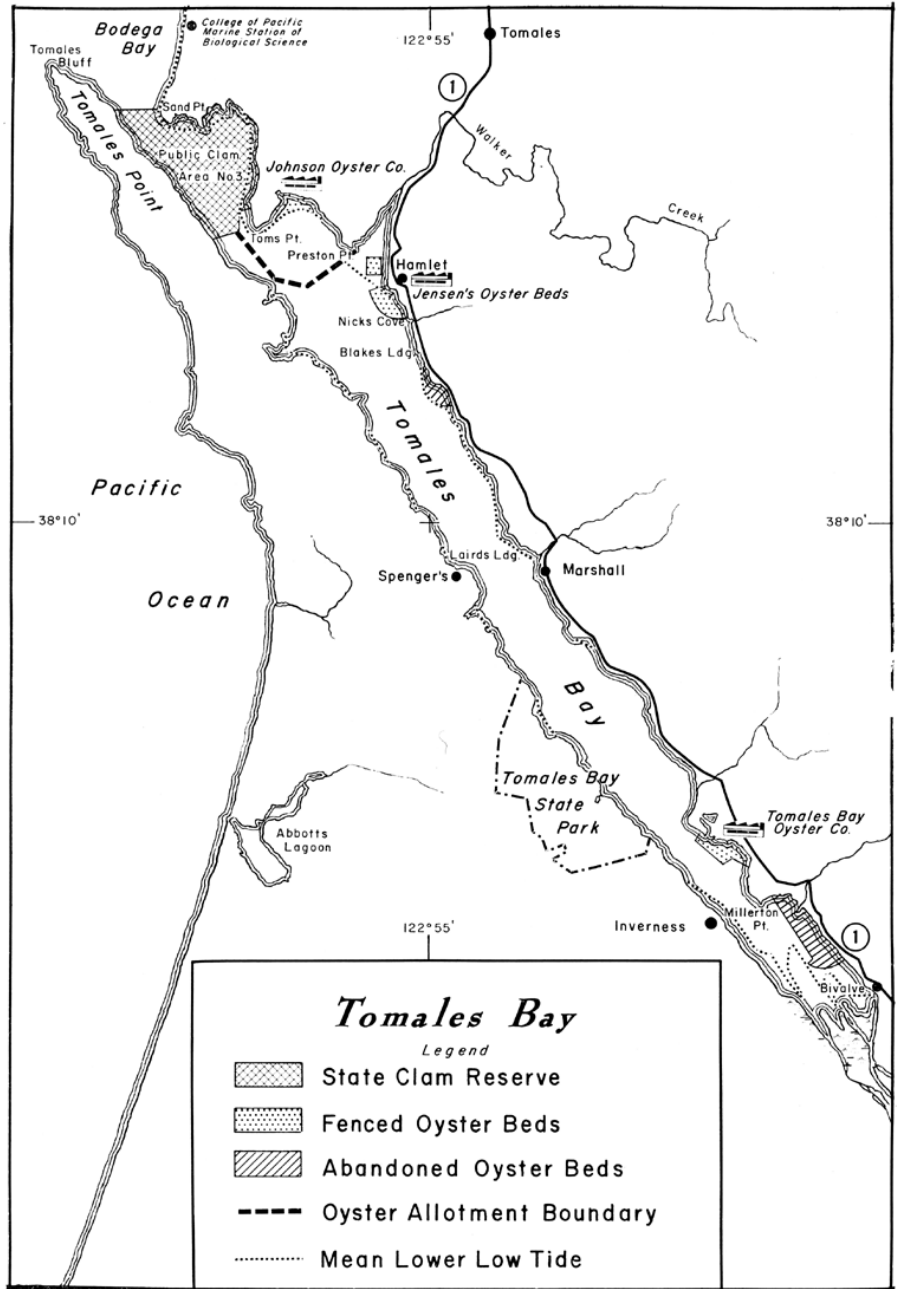 Bodega
Bay
College of Pacific
Marine Station of
Biological Science
122°55'
Tomales
Tomales
Bluff
1
Sand Pt.
Tomales Point
Walker
Creek
Public Clam
Area No.3
Johnson Oyster Co.
Toms Pt.
Preston Pt.
Hamlet
Jensen's Oyster Beds
Nicks Cove
Blakes Ldg.
Tomales
Bay
Pacific
Ocean
38°10'
38°10'
Lairds Ldg.
Marshall
Spenger's
Tomales Bay
State
Park
Tomales Bay
Oyster Co.
Abbotts
Lagoon
Inverness
Millerton
Pt.
122°55'
1
Bivalve
Tomales Bay
Legend
State Clam Reserve
Fenced Oyster Beds
Abandoned Oyster Beds
Oyster Allotment Boundary
Mean Lower Low Tide